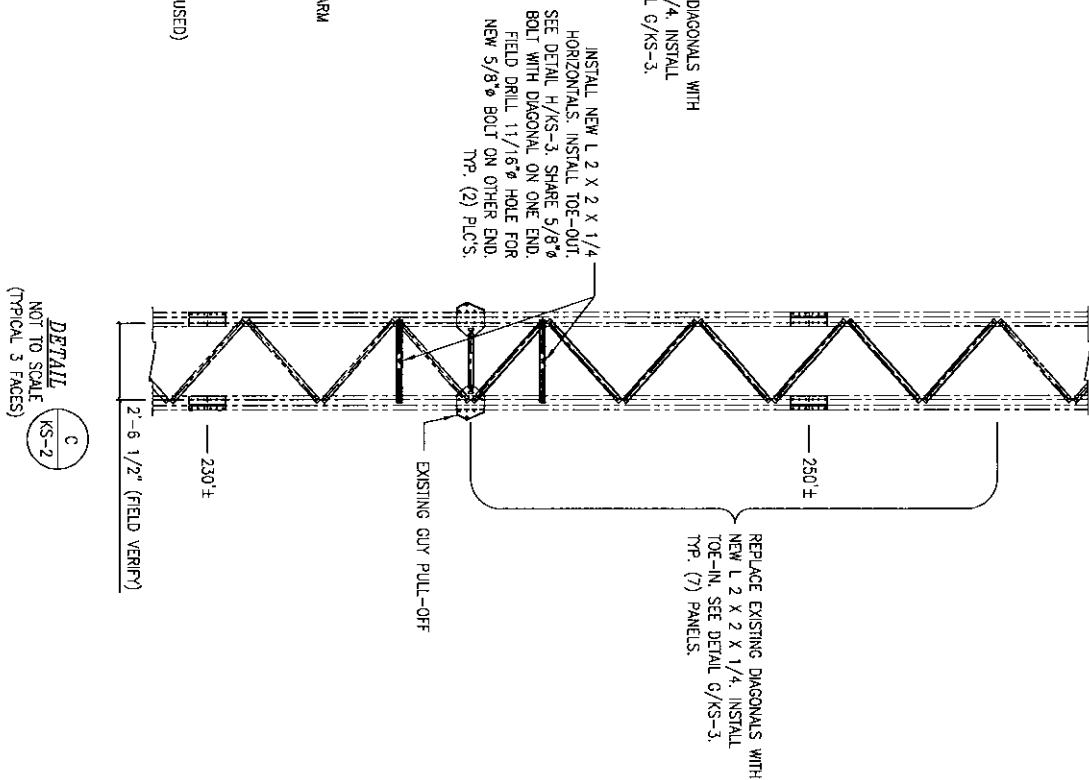 DIAGONALS WITH
/4. INSTALL
L G/KS-3.
ARM
USED)
INSTALL NEW L 2 X 2 X 1/4
HORIZONTALS. INSTALL TOE-OUT.
SEE DETAIL H/KS-3. SHARE 5/8"ø
BOLT WITH DIAGONAL ON ONE END.
FIELD DRILL 11/16"ø HOLE FOR
NEW 5/8"ø BOLT ON OTHER END.
TYP. (2) PLC'S.
250'±
REPLACE EXISTING DIAGONALS WITH
NEW L 2 X 2 X 1/4. INSTALL
TOE-IN. SEE DETAIL G/KS-3.
TYP. (7) PANELS.
EXISTING GUY PULL-OFF
230'±
2'-6 1/2" (FIELD VERIFY)
DETAIL
NOT TO SCALE
(TYPICAL 3 FACES)
C
KS-2